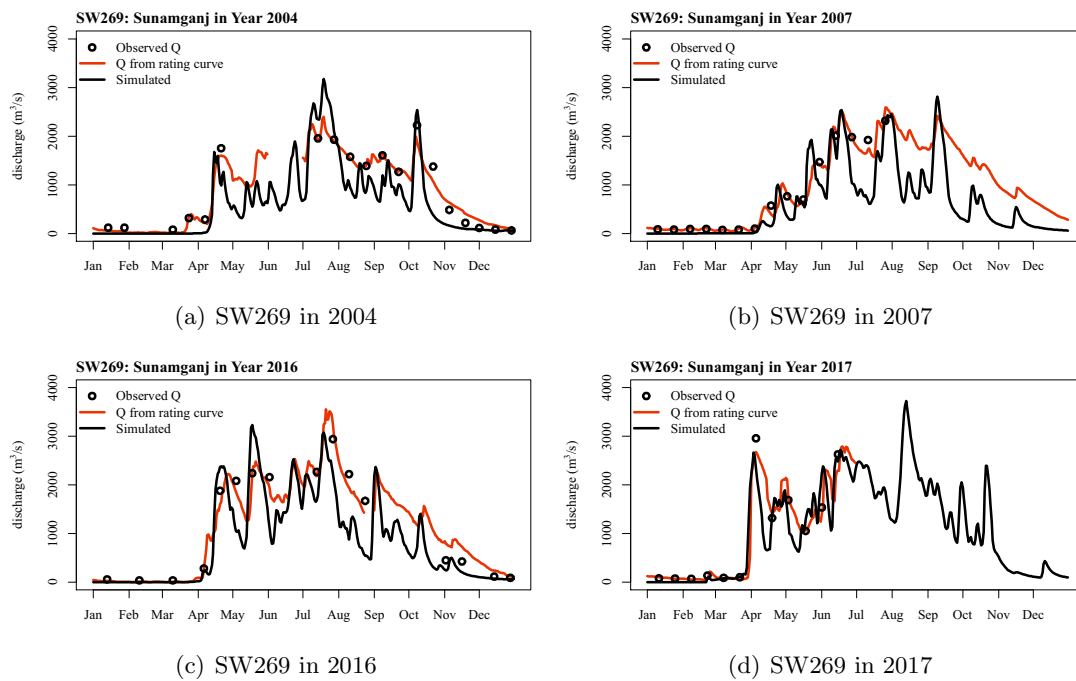 SW269: Sunamganj in Year 2004
discharge (m³/s)
4000
3000
2000
1000
0
Observed Q
Q from rating curve
Simulated
Jan Feb Mar Apr May Jun Jul Aug Sep Oct Nov Dec
(a) SW269 in 2004
SW269: Sunamganj in Year 2007
discharge (m³/s)
4000
3000
2000
1000
0
Observed Q
Q from rating curve
Simulated
Jan Feb Mar Apr May Jun Jul Aug Sep Oct Nov Dec
(b) SW269 in 2007
SW269: Sunamganj in Year 2016
discharge (m³/s)
4000
3000
2000
1000
0
Observed Q
Q from rating curve
Simulated
Jan Feb Mar Apr May Jun Jul Aug Sep Oct Nov Dec
(c) SW269 in 2016
SW269: Sunamganj in Year 2017
discharge (m³/s)
4000
3000
2000
1000
0
Observed Q
Q from rating curve
Simulated
Jan Feb Mar Apr May Jun Jul Aug Sep Oct Nov Dec
(d) SW269 in 2017